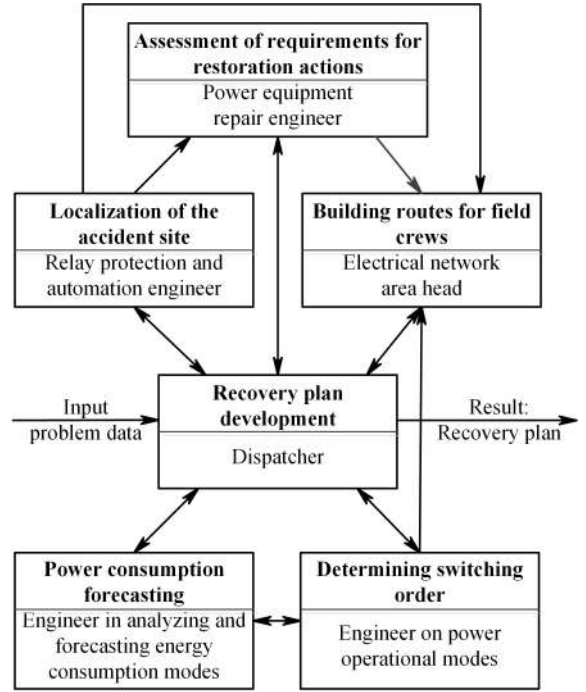 Assessment of requirements for
restoration actions
Power equipment
repair engineer
Localization of the
accident site
Relay protection and
automation engineer
Building routes for field
crews
Electrical network
area head
Input
problem data
Recovery plan
development
Dispatcher
Result:
Recovery plan
Power consumption
forecasting
Engineer in analyzing and
forecasting energy
consumption modes
Determining switching
order
Engineer on power
operational modes